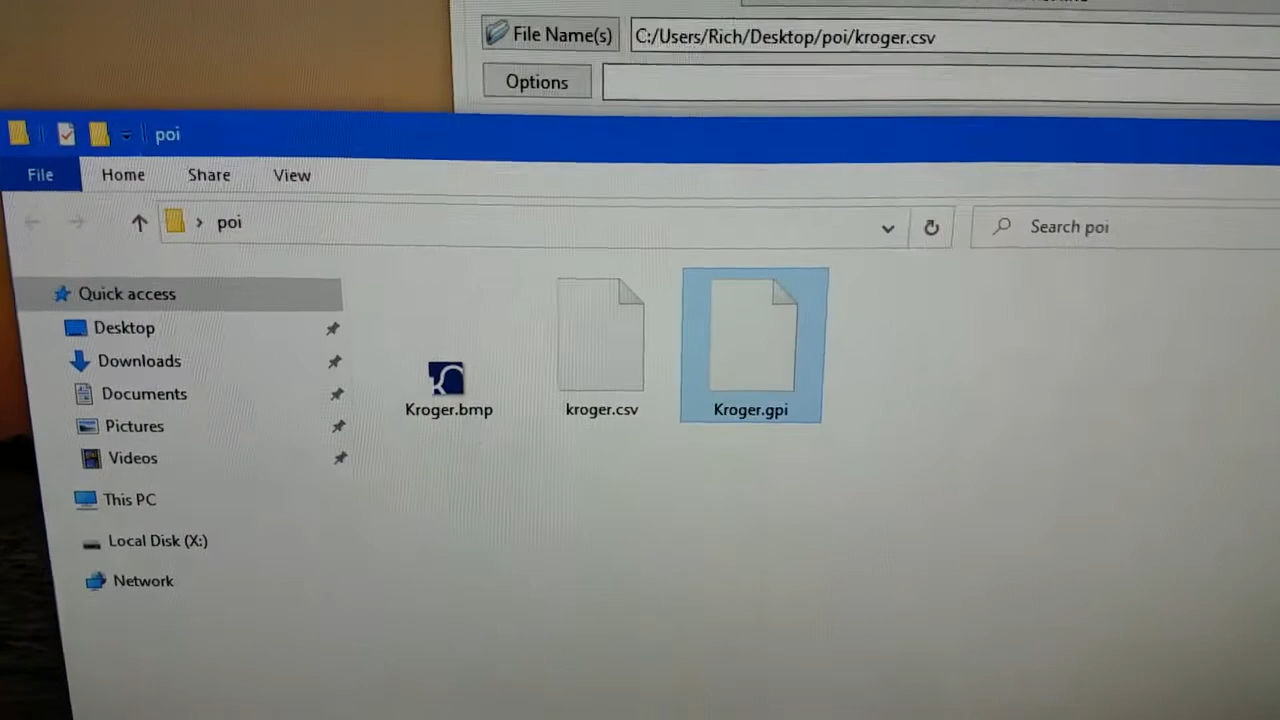 File Name(s)
C:/Users/Rich/Desktop/poi/kroger.csv
Options
poi
File Home Share View
poi
Search poi
Quick access
Desktop
Downloads
Documents
Pictures
Videos
This PC
Local Disk (X:)
Network
Kroger.bmp
kroger.csv
Kroger.gpi